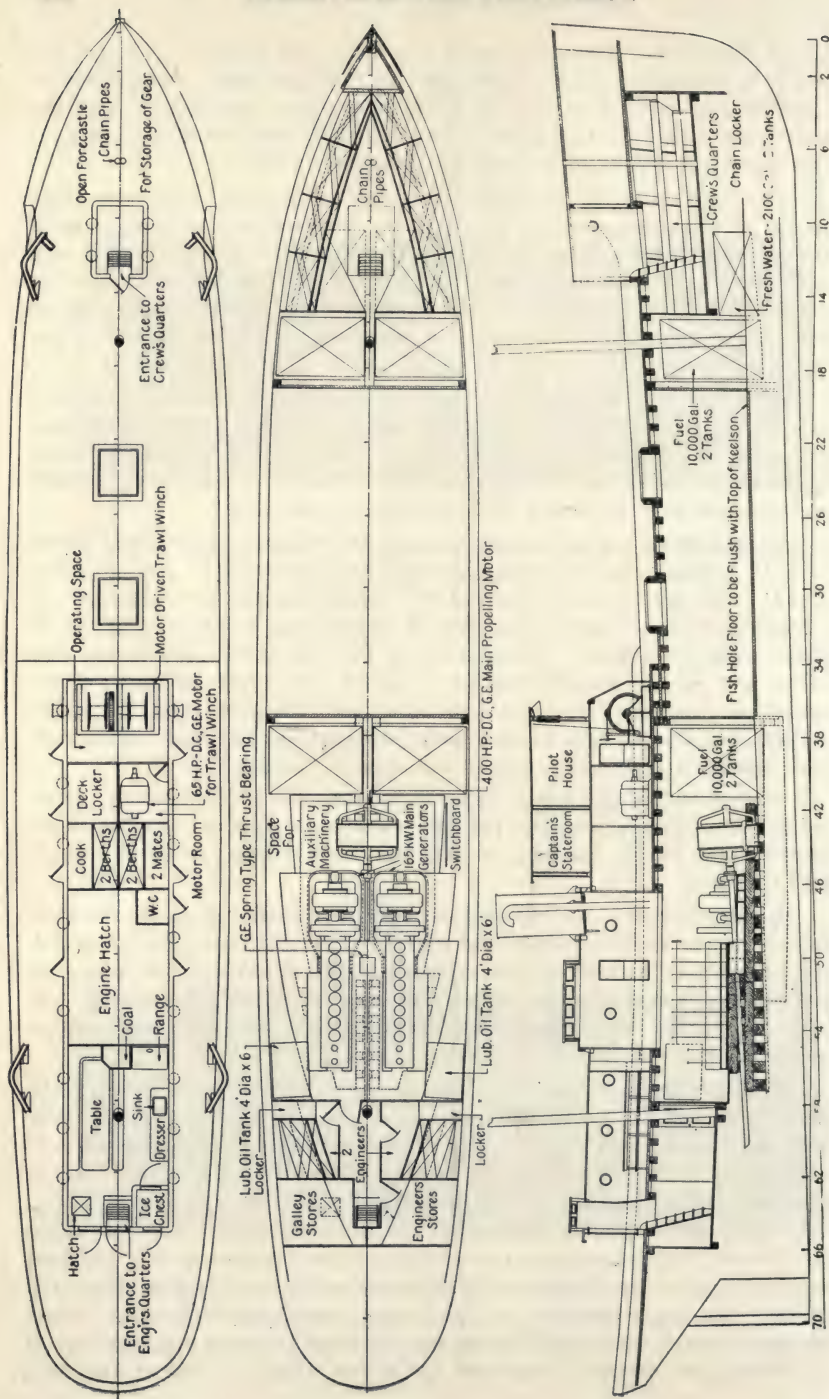 Open Forecastle
Chain Pipes
For Storage of Gear
Entrance to
Crew's Quarters
Operating Space
Motor Driven Trawl Winch
Deck
Locker
65 H.P.-D.C., G.E. Motor
for Trawl Winch
Motor Room
Cook
2 Berths
2 Berths
2 Mates
W.C
Engine Hatch
Coal
Range
Table
Sink
Dresser
Ice
Chest
Hatch
Entrance to
Eng'rs. Quarters
Chain
Pipes
400 H.P.-D.C., G.E. Main Propelling Motor
Space
For
Auxiliary
Machinery
165 KW. Main
Generators
Switchboard
G.E. Spring Type Thrust Bearing
Lub. Oil Tank 4' Dia x 6'
Lub. Oil Tank 4' Dia x 6'
Locker
2
Engineers
Locker
Galley
Stores
Engineers
Stores
Crew's Quarters
Chain Locker
Fresh Water-
Tanks
Fuel
10,000 Gal.
2 Tanks
Fish Hole Floor to be Flush with Top of Keelson
Pilot
House
Captain's
Stateroom
Fuel
10,000 Gal
2 Tanks
0
2
6
10
14
18
22
26
30
34
38
42
46
50
54
62
66
70